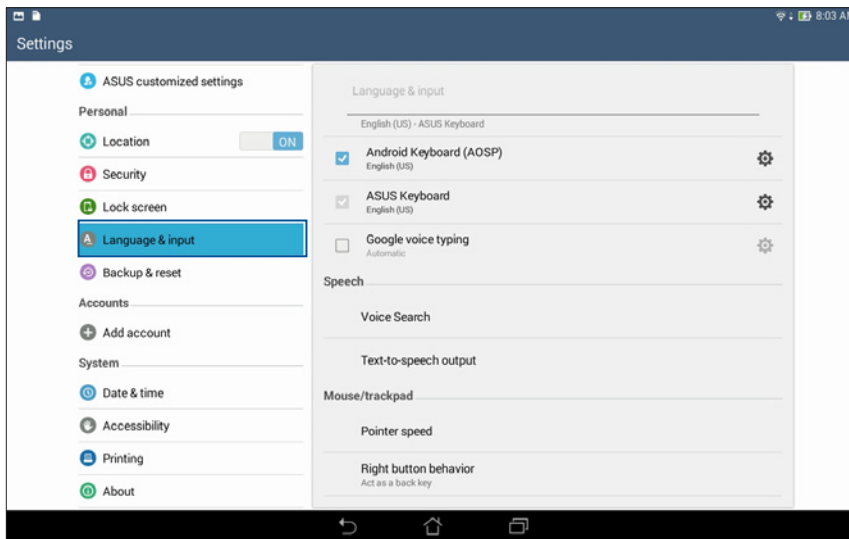 8:03 AM
Settings
ASUS customized settings
Personal
Location ON
Security
Lock screen
Language & input
Backup & reset
Accounts
Add account
System
Date & time
Accessibility
Printing
About
Language & input
English (US) - ASUS Keyboard
Android Keyboard (AOSP)
English (US)
ASUS Keyboard
English (US)
Google voice typing
Automatic
Speech
Voice Search
Text-to-speech output
Mouse/trackpad
Pointer speed
Right button behavior
Act as a back key